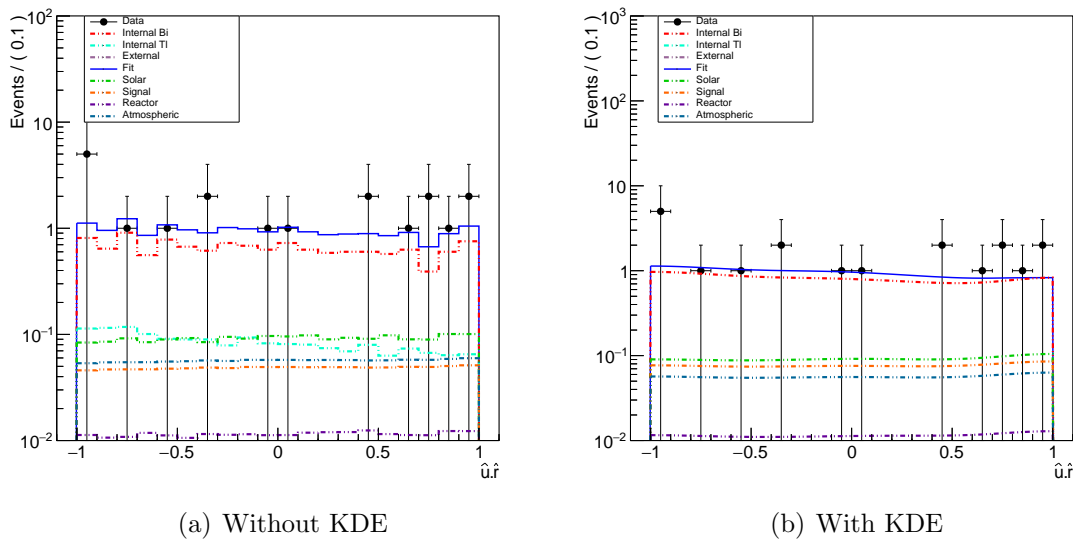 Events / ( 0.1 )
10²
10
1
10⁻¹
10⁻²
Data
Internal Bi
Internal Tl
External
Fit
Solar
Signal
Reactor
Atmospheric
−1 −0.5 0 0.5 1
û.r̂
(a) Without KDE
Events / ( 0.1 )
10³
10²
10
1
10⁻¹
10⁻²
Data
Internal Bi
Internal Tl
External
Fit
Solar
Signal
Reactor
Atmospheric
−1 −0.5 0 0.5 1
û.r̂
(b) With KDE